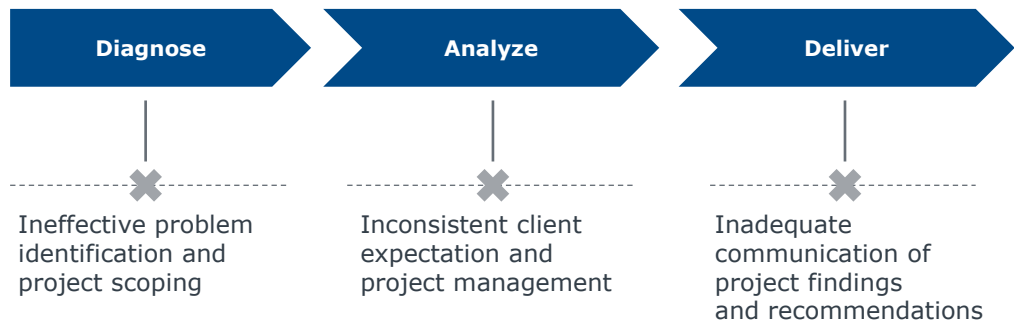 Diagnose
Analyze
Deliver
Ineffective problem
identification and
project scoping
Inconsistent client
expectation and
project management
Inadequate
communication of
project findings
and recommendations